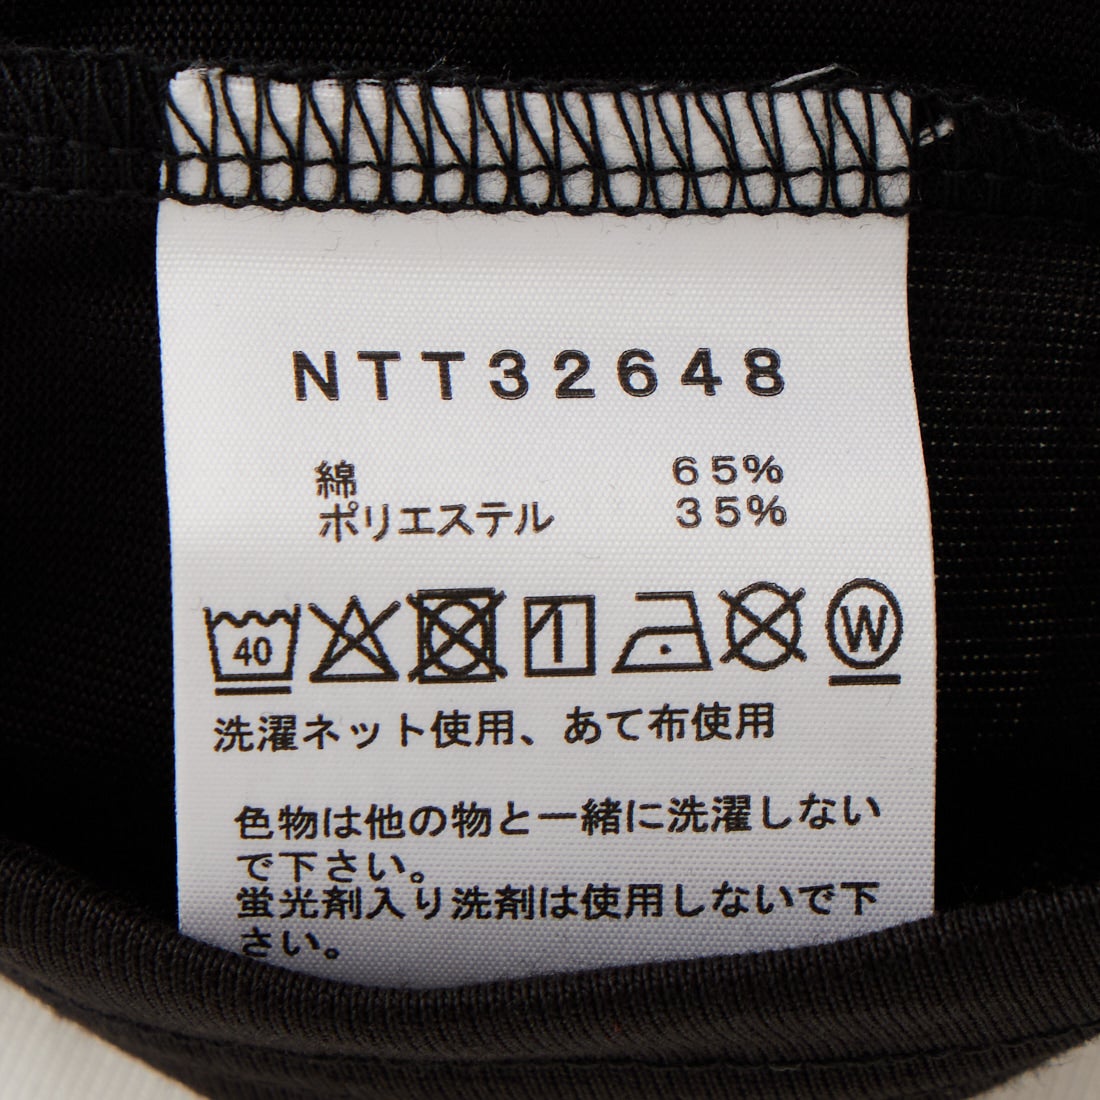 NTT32648
綿 65%
ポリエステル 35%
40 W
洗濯ネット使用、あて布使用
色物は他の物と一緒に洗濯しない
で下さい。
蛍光剤入り洗剤は使用しないで下
さい。